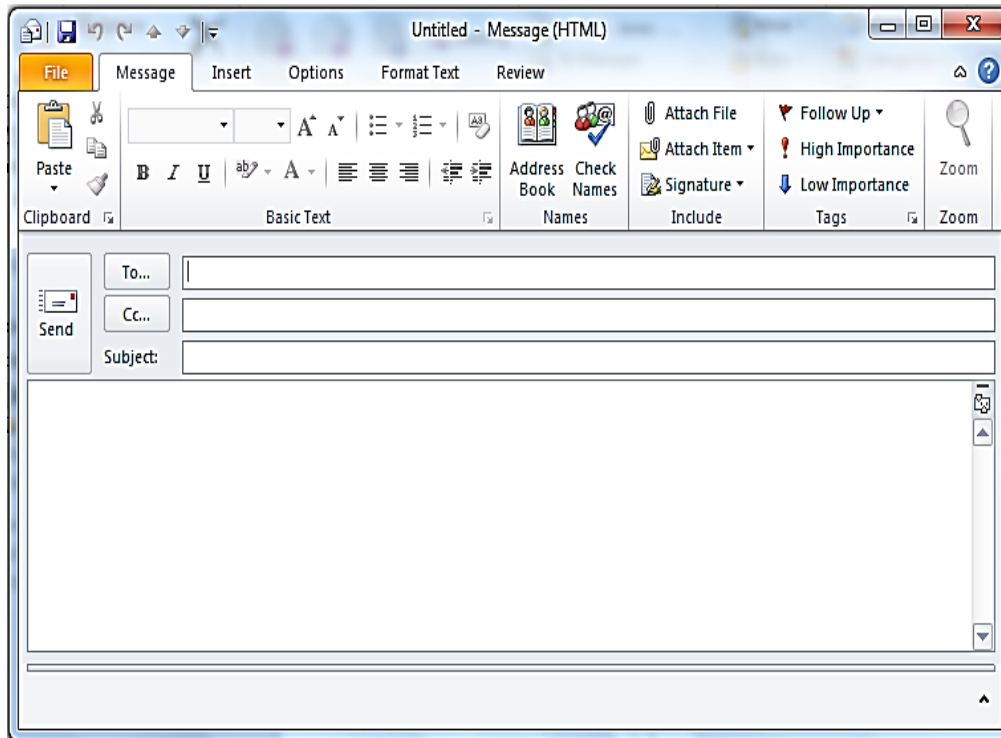 Untitled - Message (HTML)
File Message Insert Options Format Text Review
Paste
Clipboard
B I U ab A
Basic Text
Address Book
Check Names
Names
Attach File
Attach Item
Signature
Include
Follow Up
High Importance
Low Importance
Tags
Zoom
Zoom
Send
To...
Cc...
Subject: